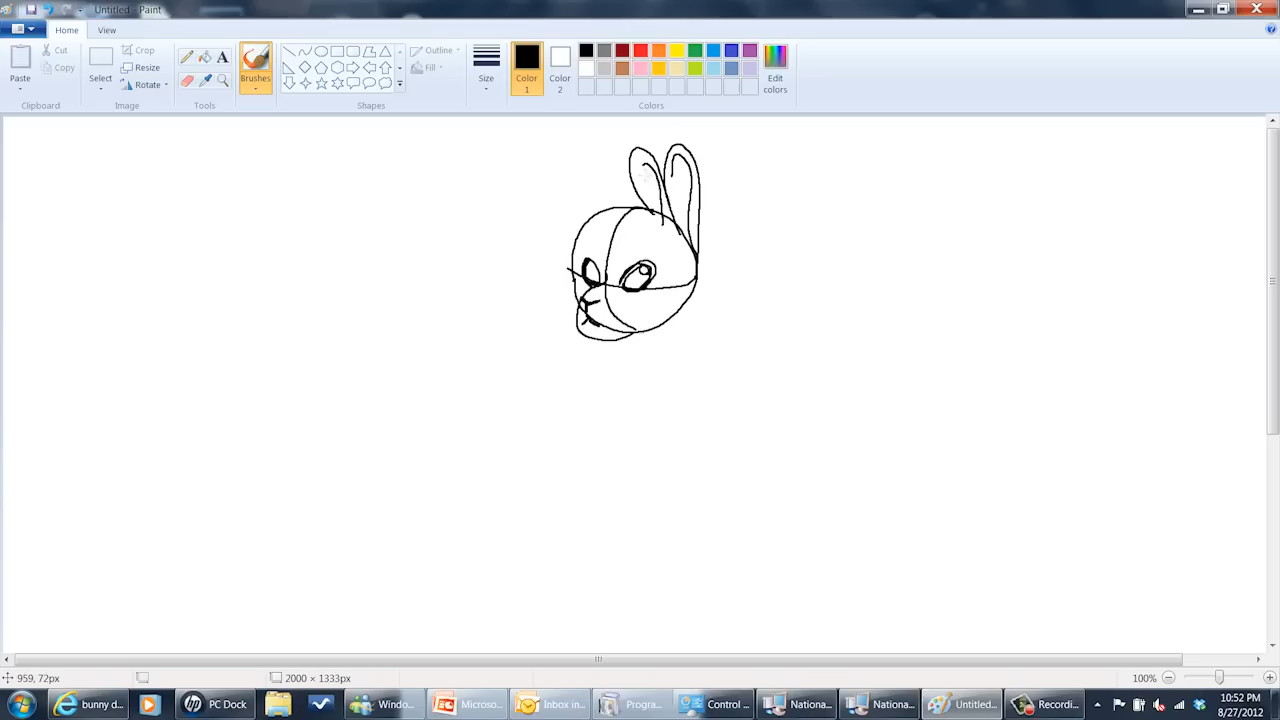 Untitled - Paint
Home View
Paste
Clipboard
Cut
Copy
Select
Crop
Resize
Rotate
Image
A
Tools
Brushes
Shapes
Outline
Fill
Size
Color 1
Color 2
Edit colors
Colors
959, 72px
2000 × 1333px
100%
bunny d...
PC Dock
Windo...
Microso...
Inbox in...
Progra...
Control ...
Nationa...
Nationa...
Untitled...
Recordi...
10:52 PM
8/27/2012